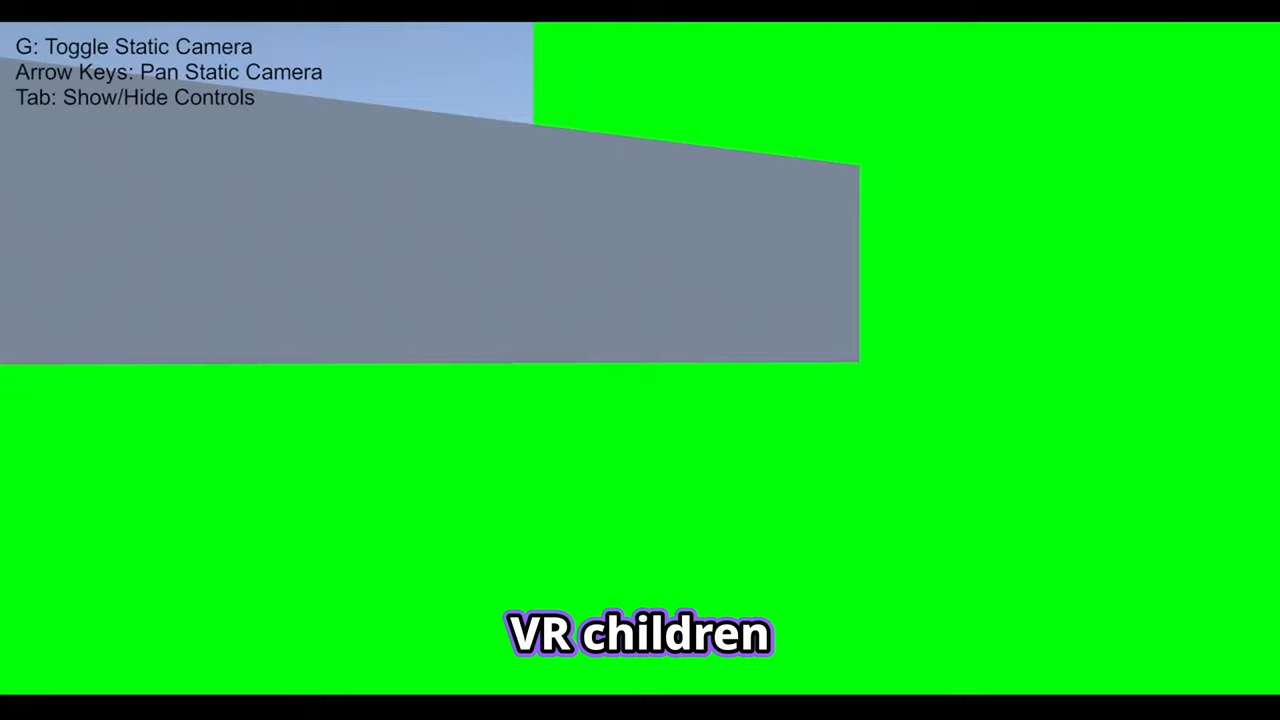 G: Toggle Static Camera
Arrow Keys: Pan Static Camera
Tab: Show/Hide Controls
VR children